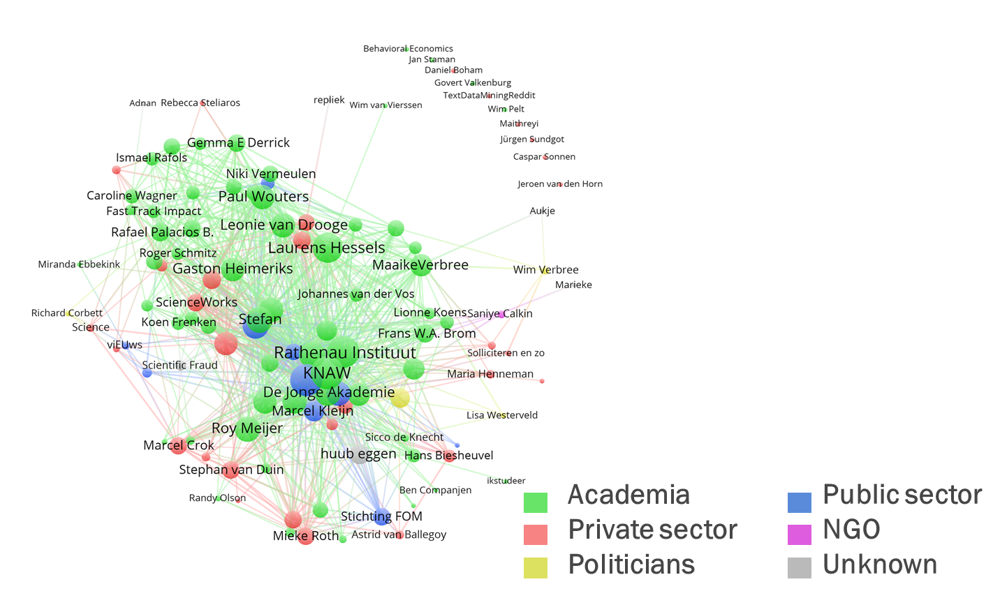 Behavioral Economics
Jan Staman
Daniel Boham
Govert Valkenburg
TextDataMiningReddit
repliek
Adnan
Rebecca Steliaros
Wim van Vierssen
Wim Pelt
Maithreyi
Jürgen Sundgot
Gemma E Derrick
Ismael Rafols
Caspar Sonnen
Niki Vermeulen
Jeroen van den Horn
Caroline Wagner
Paul Wouters
Fast Track Impact
Aukje
Leonie van Drooge
Rafael Palacios B.
Laurens Hessels
Roger Schmitz
Miranda Ebbekink
Gaston Heimeriks
MaaikeVerbree
Wim Verbree
Marieke
Johannes van der Vos
ScienceWorks
Richard Corbett
Lionne Koens
Saniye Calkin
Stefan
Koen Frenken
Science
Frans W.A. Brom
viEUws
Rathenau Instituut
Solliciteren en zo
Scientific Fraud
KNAW
Maria Henneman
De Jonge Akademie
Marcel Kleijn
Lisa Westerveld
Roy Meijer
Sicco de Knecht
Marcel Crok
huub eggen
Hans Biesheuvel
Stephan van Duin
ikstudeer
Ben Companjen
Randy Olson
Stichting FOM
Mieke Roth
Astrid van Ballegoy
Academia
Private sector
Politicians
Public sector
NGO
Unknown